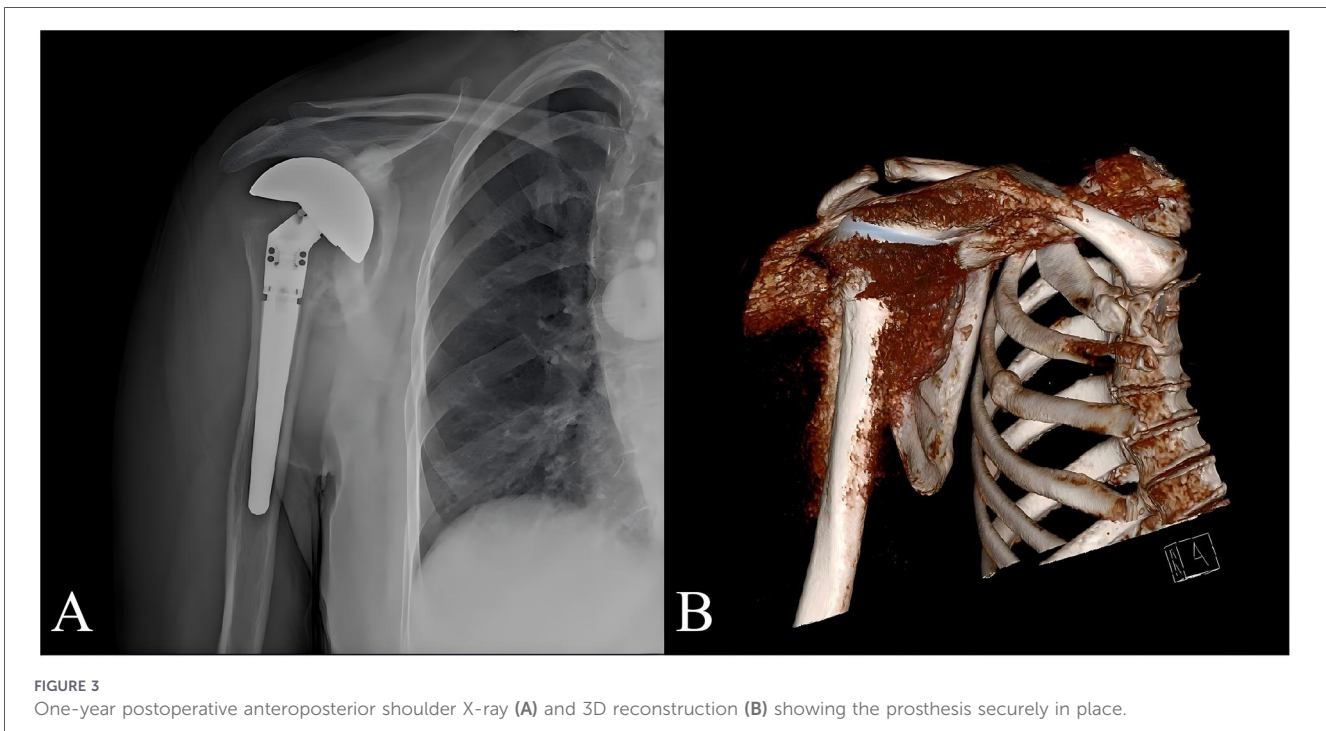 A
B
FIGURE 3
One-year postoperative anteroposterior shoulder X-ray (A) and 3D reconstruction (B) showing the prosthesis securely in place.